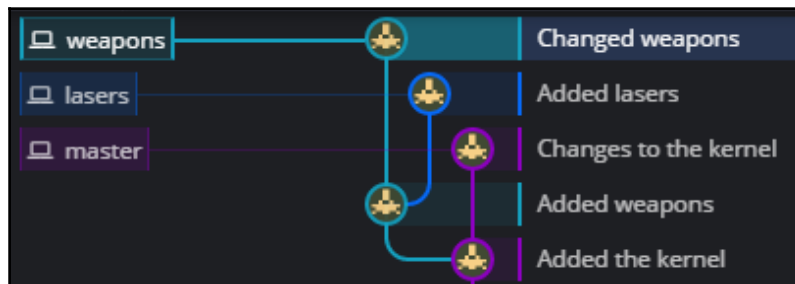 weapons Changed weapons
lasers Added lasers
master Changes to the kernel
Added weapons
Added the kernel